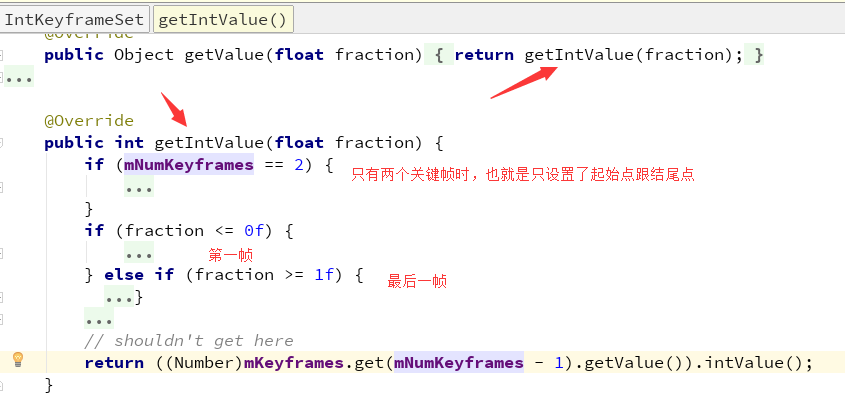 IntKeyframeSet getIntValue()
@Override
public Object getValue(float fraction) { return getIntValue(fraction); }
...
@Override
public int getIntValue(float fraction) {
if (mNumKeyframes == 2) { 只有两个关键帧时，也就是只设置了起始点跟结尾点
...
}
if (fraction <= 0f) {
... 第一帧
} else if (fraction >= 1f) { 最后一帧
...}
...
// shouldn't get here
return ((Number)mKeyframes.get(mNumKeyframes - 1).getValue()).intValue();
}